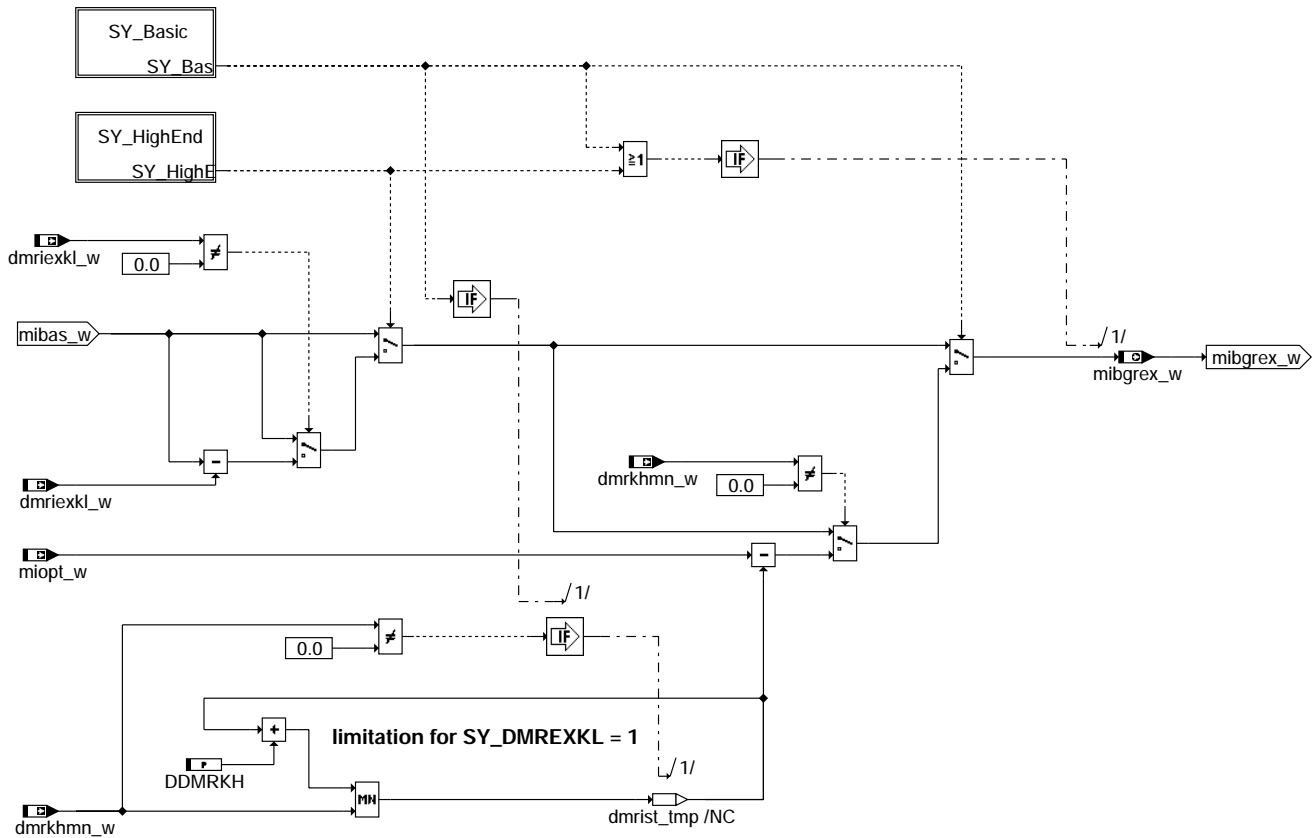 SY_Basic
SY_Bas
SY_HighEnd
SY_HighE
≧1
IF
dmriexkl_w
0.0
≠
IF
mibas_w
/1/
mibgrex_w
mibgrex_w
-
dmrkhmn_w
0.0
≠
dmriexkl_w
miopt_w
-
/1/
0.0
≠
IF
+
limitation for SY_DMREXKL = 1
P
DDMRKH
/1/
MN
dmrkhmn_w
dmrist_tmp /NC